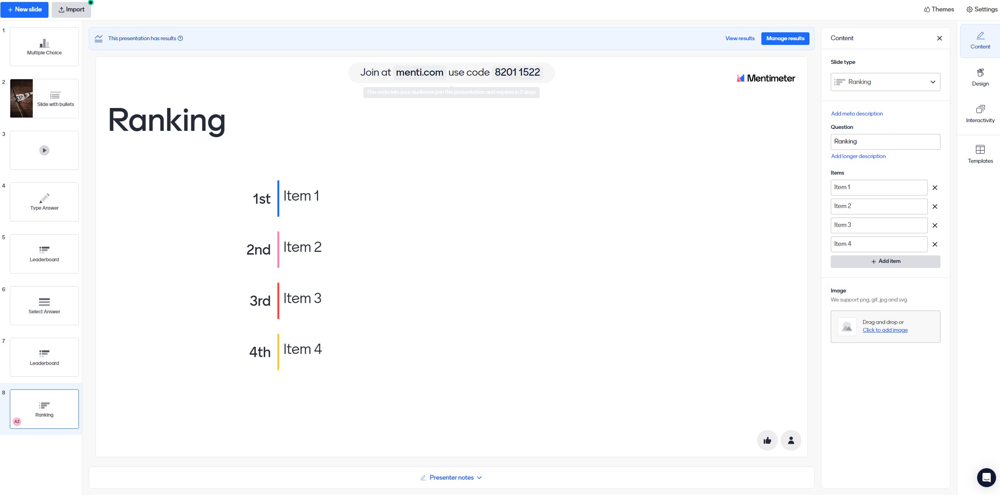 New slide
Import
Themes
Settings
1
Multiple Choice
2
EXPLORE
Slide with bullets
3
4
Type Answer
5
Leaderboard
6
Select Answer
7
Leaderboard
8
Ranking
AZ
This presentation has results
View results
Manage results
Join at menti.com use code 8201 1522
The code lets your audience join the presentation and expires in 2 days.
Mentimeter
Ranking
1st Item 1
2nd Item 2
3rd Item 3
4th Item 4
Presenter notes
Content
Slide type
Ranking
Add meta description
Question
Ranking
Add longer description
Items
Item 1
Item 2
Item 3
Item 4
Add item
Image
We support png, gif, jpg and svg
Drag and drop or
Click to add image
Content
Design
Interactivity
Templates